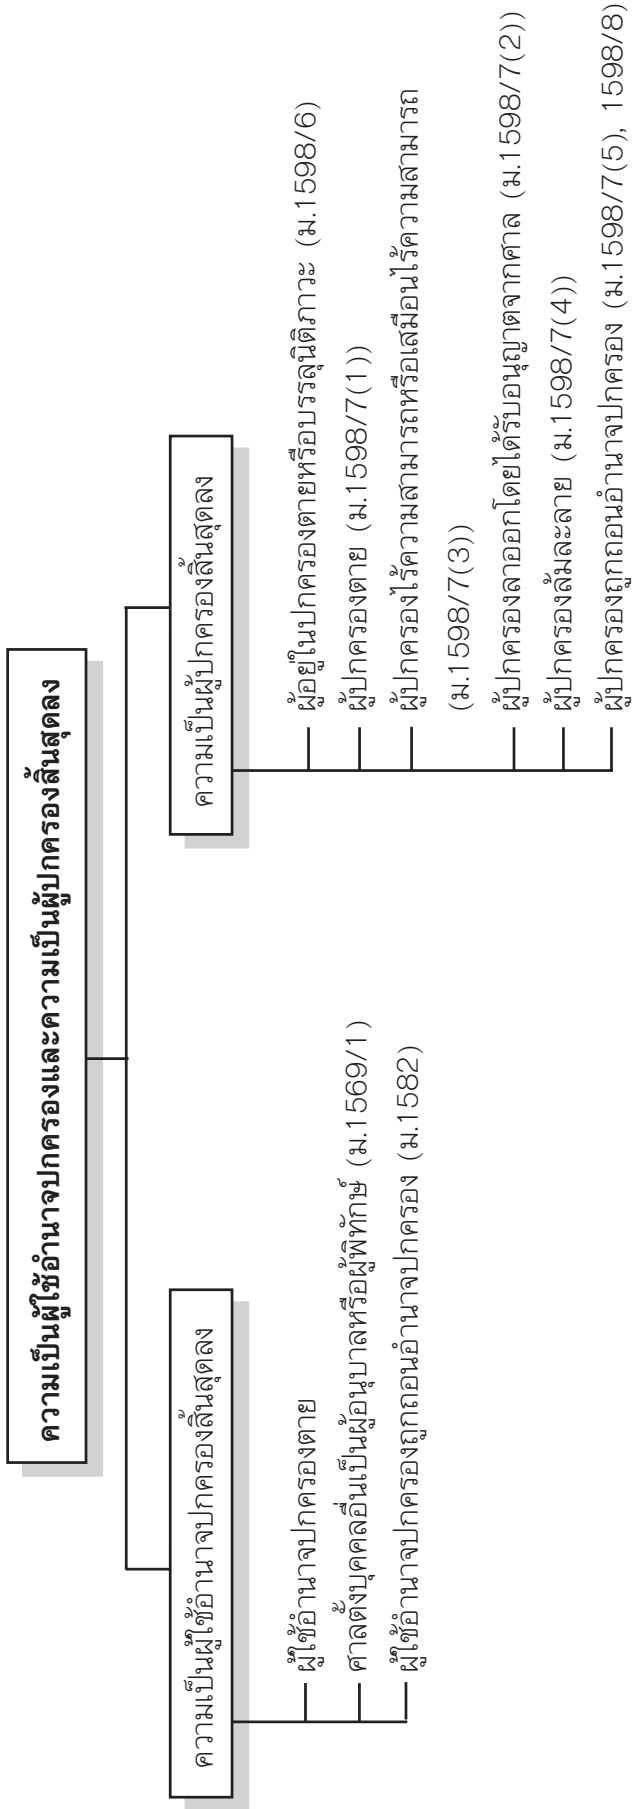 ความเป็นผู้ใช้อำนาจปกครองและความเป็นผู้ปกครองสิ้นสุดลง
ความเป็นผู้ใช้อำนาจปกครองสิ้นสุดลง
ผู้ใช้อำนาจปกครองตาย
ศาลตั้งบุคคลอื่นเป็นผู้อนุบาลหรือผู้พิทักษ์ (ม.1569/1)
ผู้ใช้อำนาจปกครองถูกถอนอำนาจปกครอง (ม.1582)
ความเป็นผู้ปกครองสิ้นสุดลง
ผู้อยู่ในปกครองตายหรือบรรลุนิติภาวะ (ม.1598/6)
ผู้ปกครองตาย (ม.1598/7(1))
ผู้ปกครองไร้ความสามารถหรือเสมือนไร้ความสามารถ
(ม.1598/7(3))
ผู้ปกครองลาออกโดยได้รับอนุญาตจากศาล (ม.1598/7(2))
ผู้ปกครองล้มละลาย (ม.1598/7(4))
ผู้ปกครองถูกถอนอำนาจปกครอง (ม.1598/7(5), 1598/8)